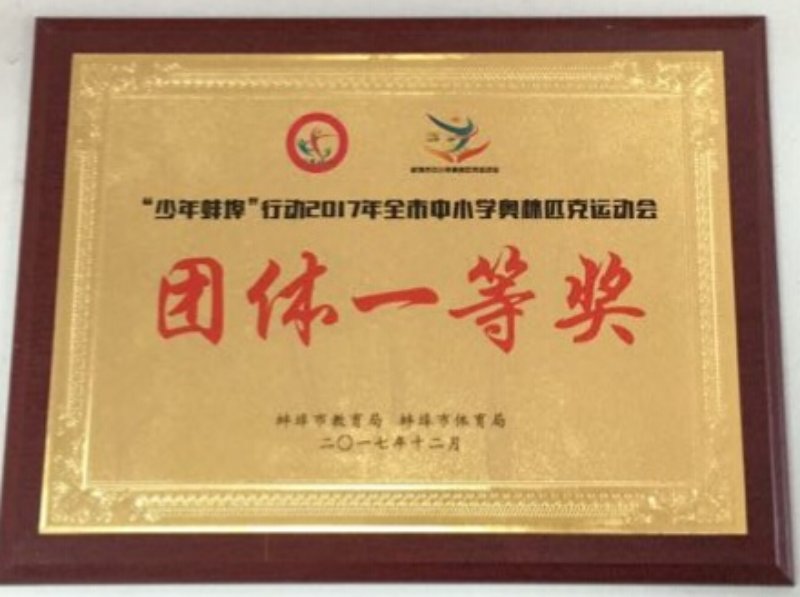 “少年蚌埠”行动2017年全市中小学奥林匹克运动会
团体一等奖
蚌埠市教育局 蚌埠市体育局
二〇一七年十二月